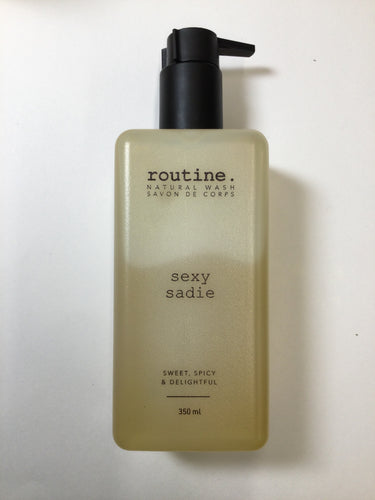 routine.
NATURAL WASH
SAVON DE CORPS
sexy
sadie
SWEET, SPICY
& DELIGHTFUL
350 ml